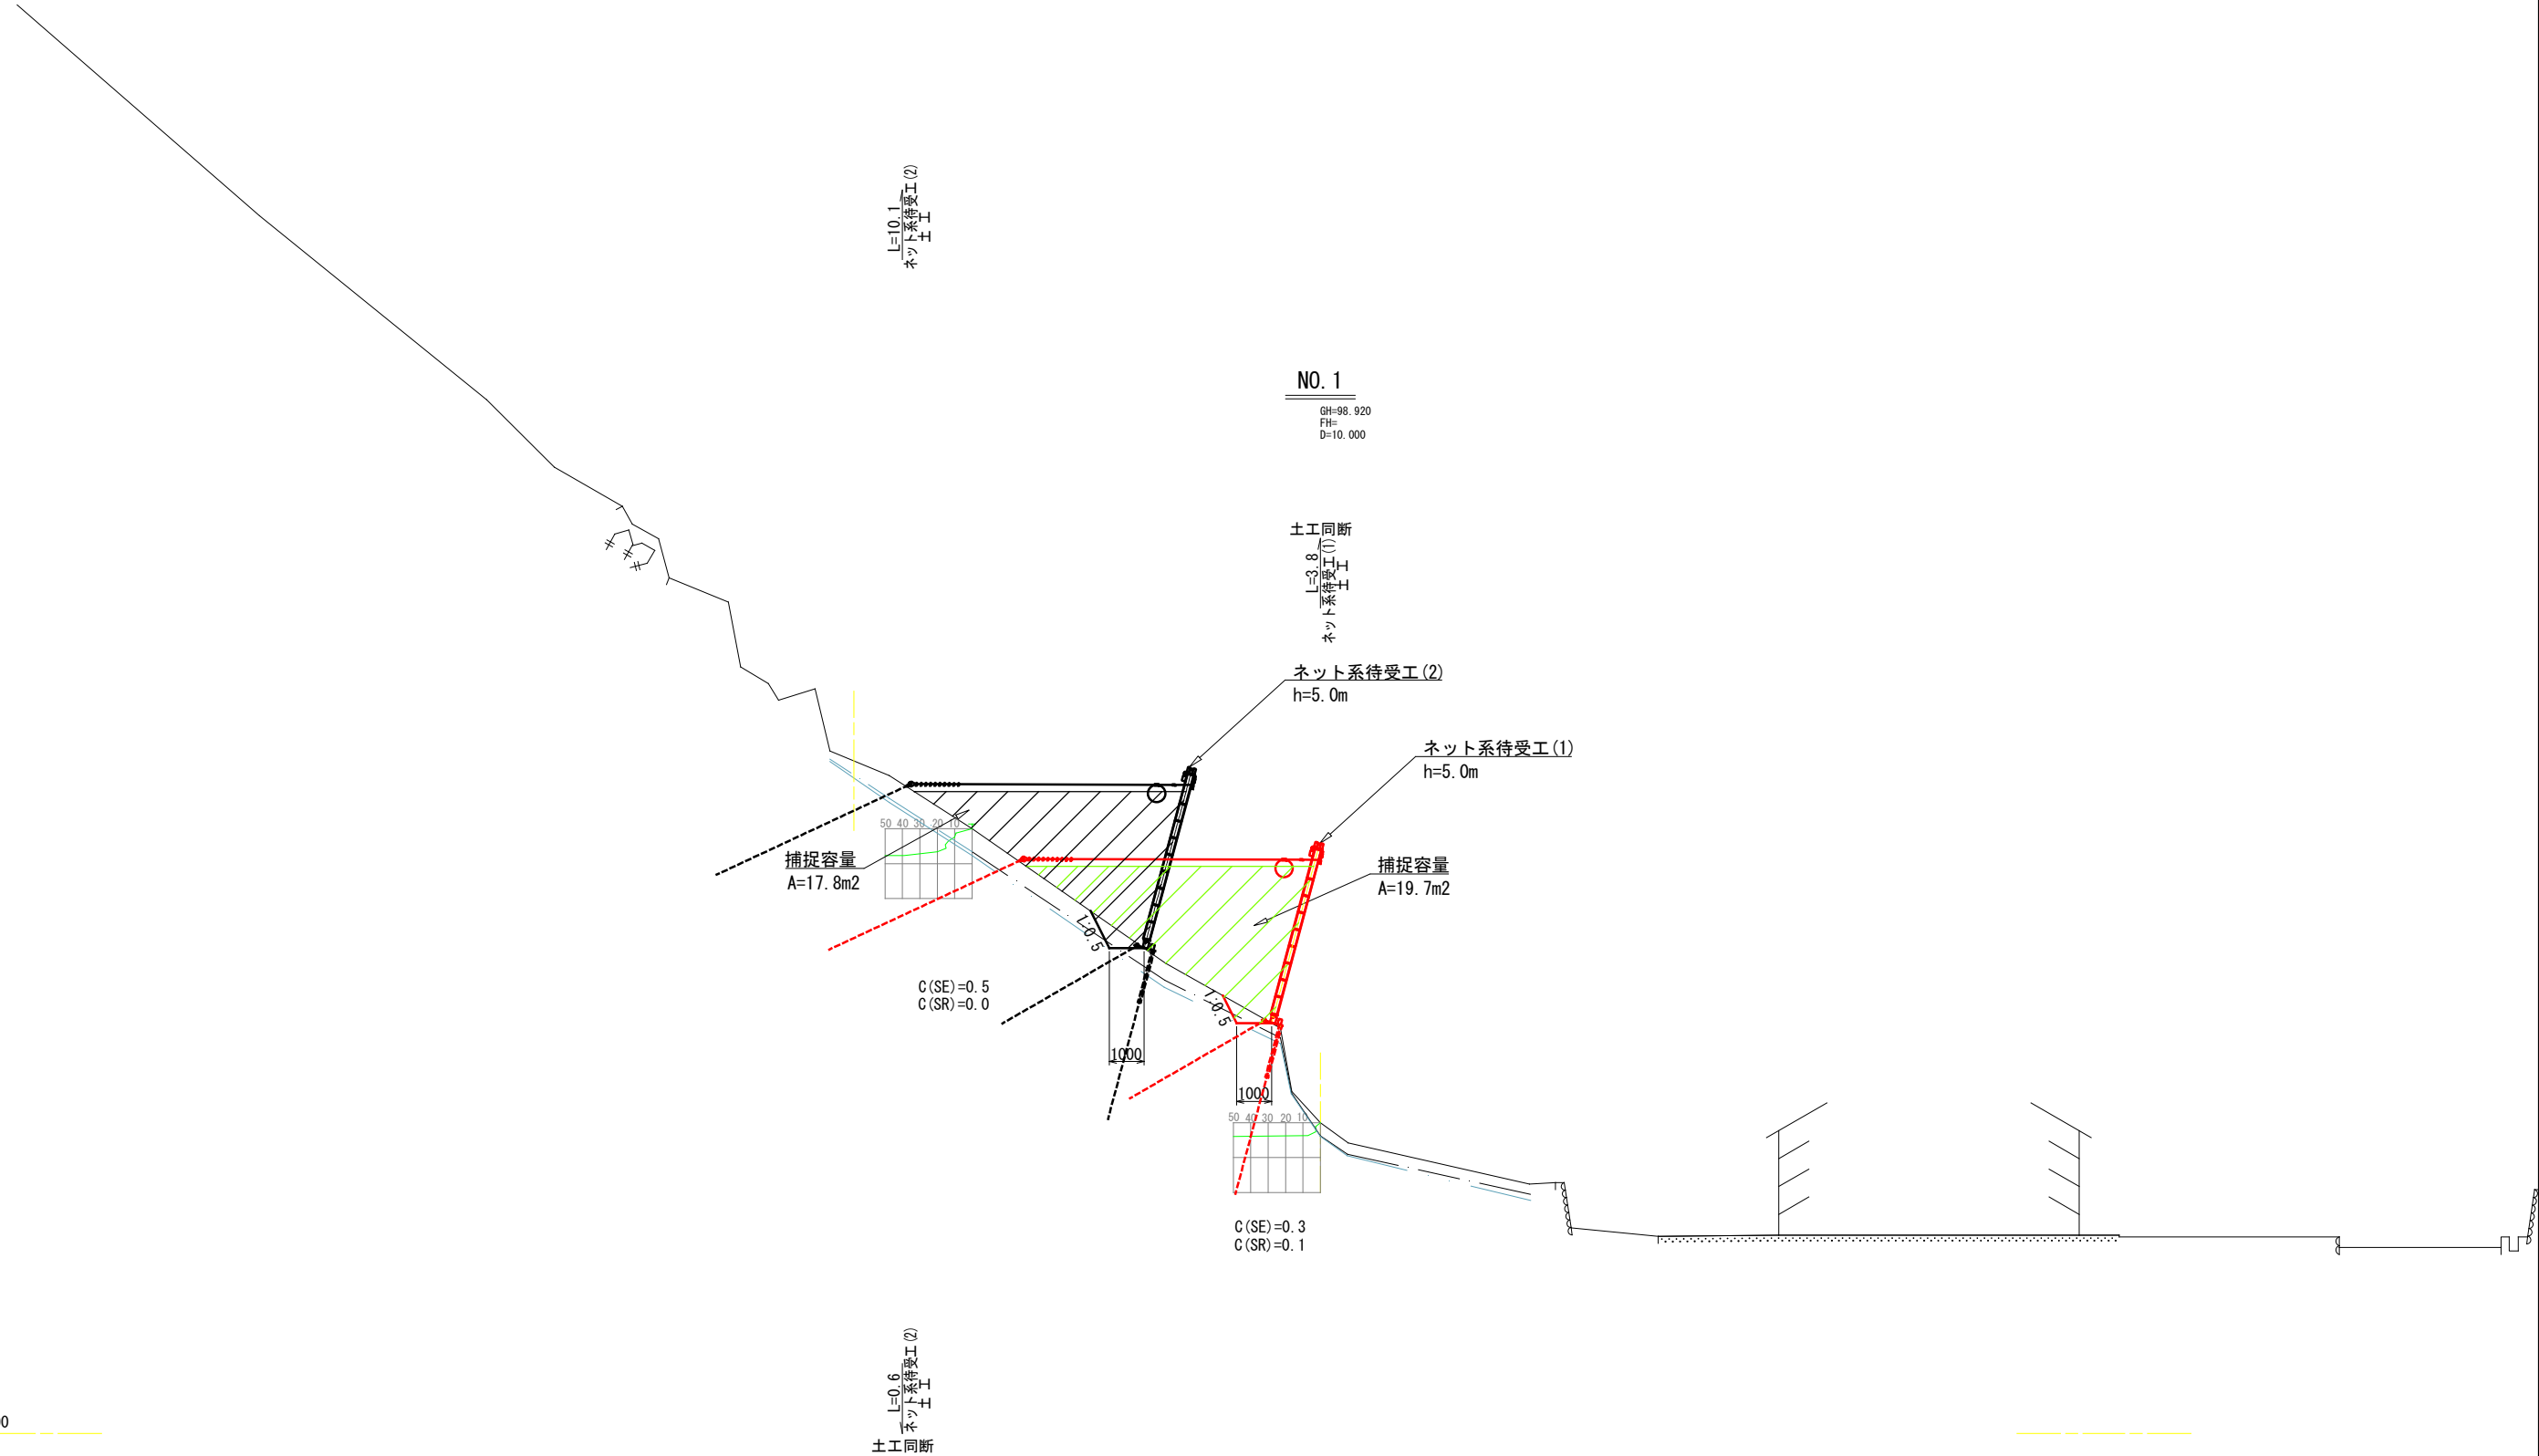 L=10.1
ネット系待受工(2)
土 工
NO.1
GH=98.920
FH=
D=10.000
土工同断
L=3.8
ネット系待受工(1)
土 工
ネット系待受工(2)
h=5.0m
ネット系待受工(1)
h=5.0m
50 40 30 20 10
捕捉容量
A=17.8m2
捕捉容量
A=19.7m2
1:0.5
C(SE)=0.5
C(SR)=0.0
1:0.5
1000
1000
50 40 30 20 10
C(SE)=0.3
C(SR)=0.1
L=0.6
ネット系待受工(2)
土 工
土工同断